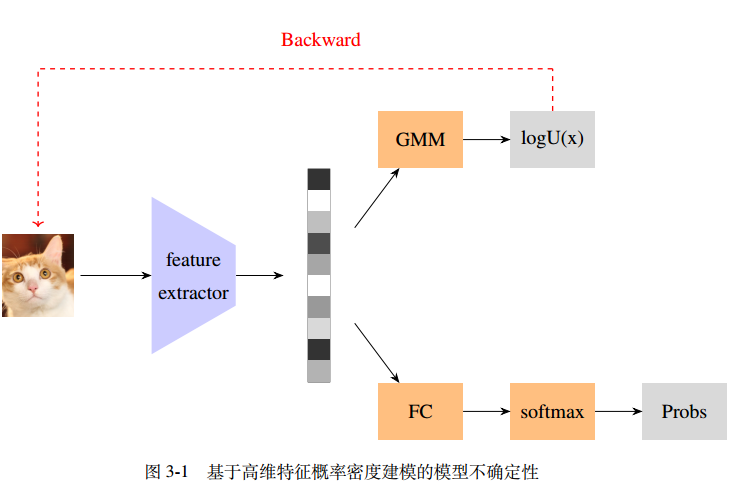 Backward
GMM
logU(x)
feature
extractor
FC
softmax
Probs
图 3-1 基于高维特征概率密度建模的模型不确定性